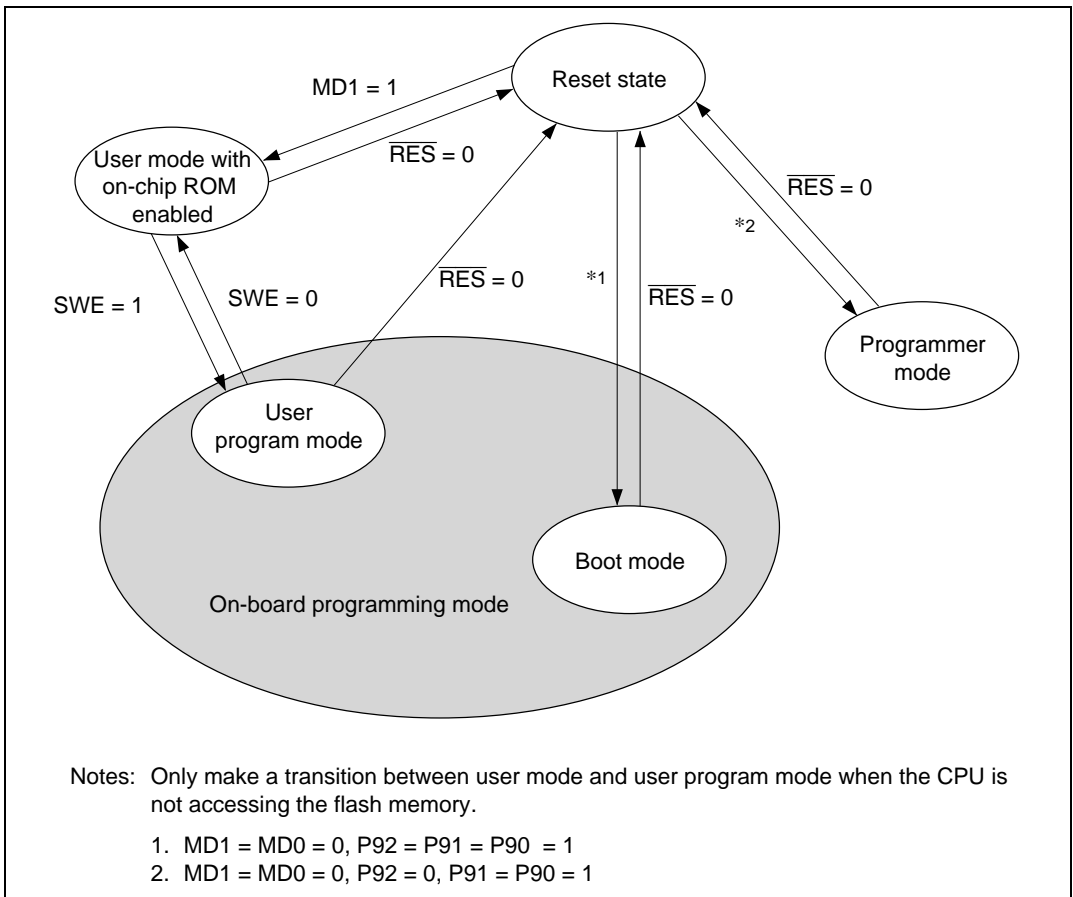 Reset state
MD1 = 1
RES = 0
User mode with
on-chip ROM
enabled
RES = 0
*2
RES = 0
*1
RES = 0
SWE = 1
SWE = 0
Programmer
mode
User
program mode
Boot mode
On-board programming mode
Notes: Only make a transition between user mode and user program mode when the CPU is
not accessing the flash memory.
1. MD1 = MD0 = 0, P92 = P91 = P90 = 1
2. MD1 = MD0 = 0, P92 = 0, P91 = P90 = 1